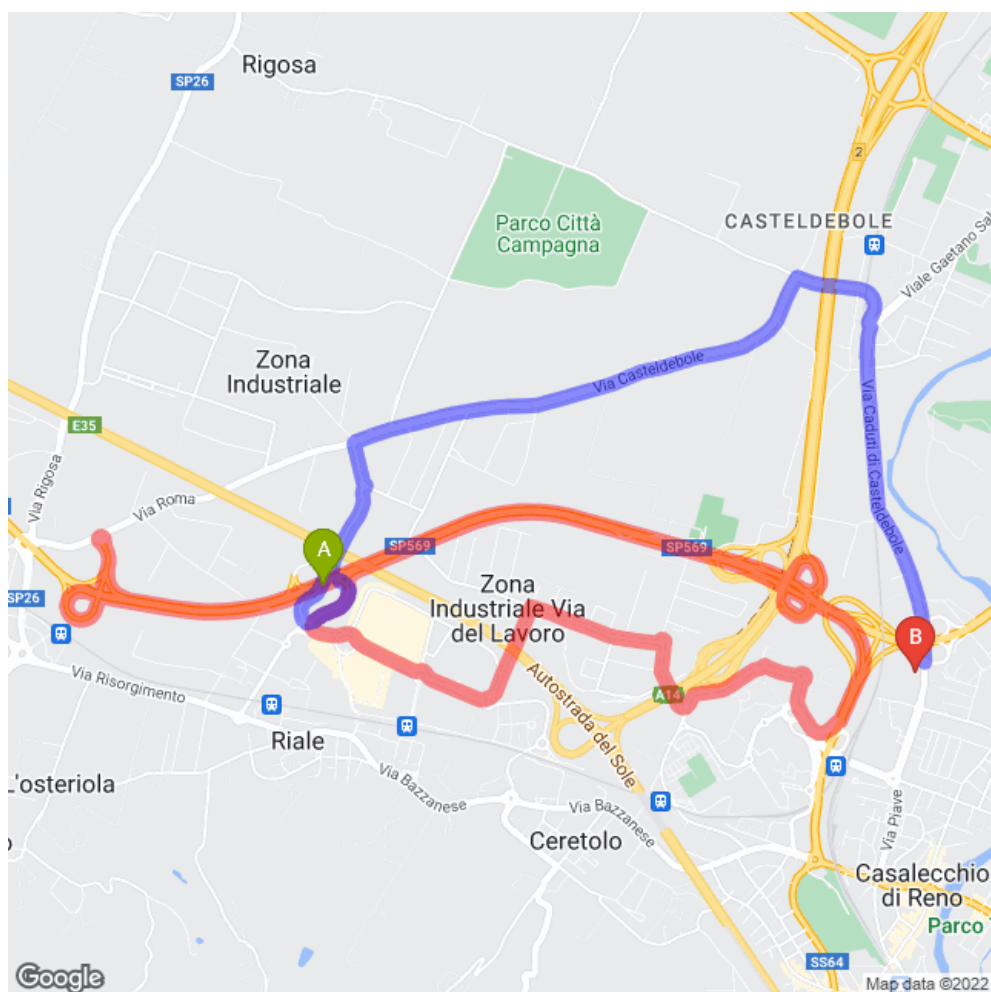 Rigosa
SP26
2
Parco Città
Campagna
CASTELDEBOLE
Viale Gaetano Sal
Zona
Industriale
Via Casteldebole
E35
Via Rigosa
Via Roma
Via Caduti di Casteldebole
A
SP569
SP569
SP26
Zona
Industriale Via
del Lavoro
B
Via Risorgimento
Autostrada del Sole
A14
Riale
L'osteriola
Via Bazzanese
Via Bazzanese
Ceretolo
Via Piave
Casalecchio
di Reno
Parco
SS64
Google
Map data ©2022